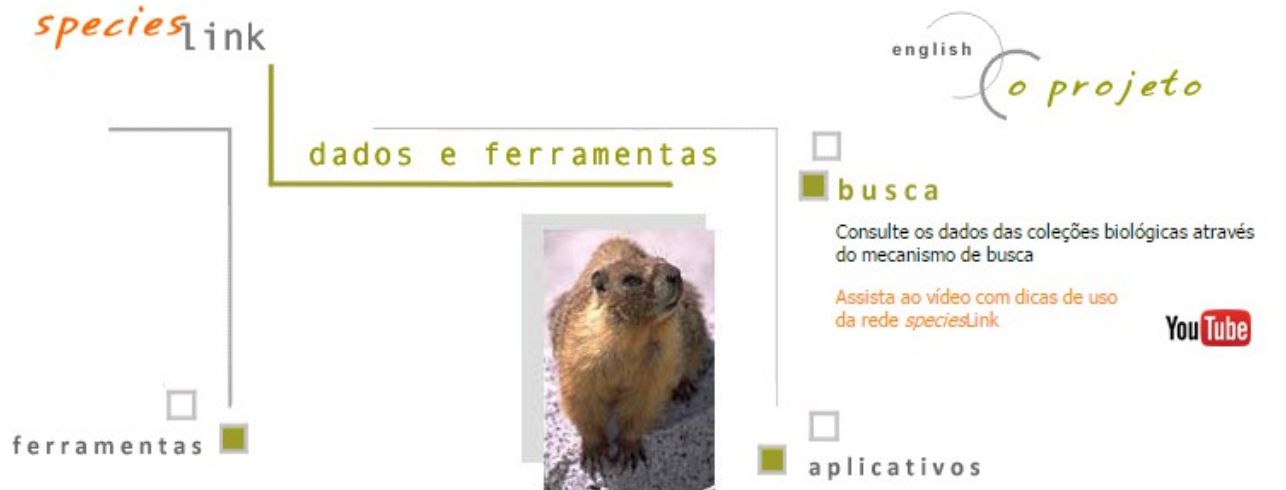 specieslink
english
o projeto
dados e ferramentas
busca
Consulte os dados das coleções biológicas através
do mecanismo de busca
Assista ao vídeo com dicas de uso
da rede speciesLink
YouTube
ferramentas
aplicativos